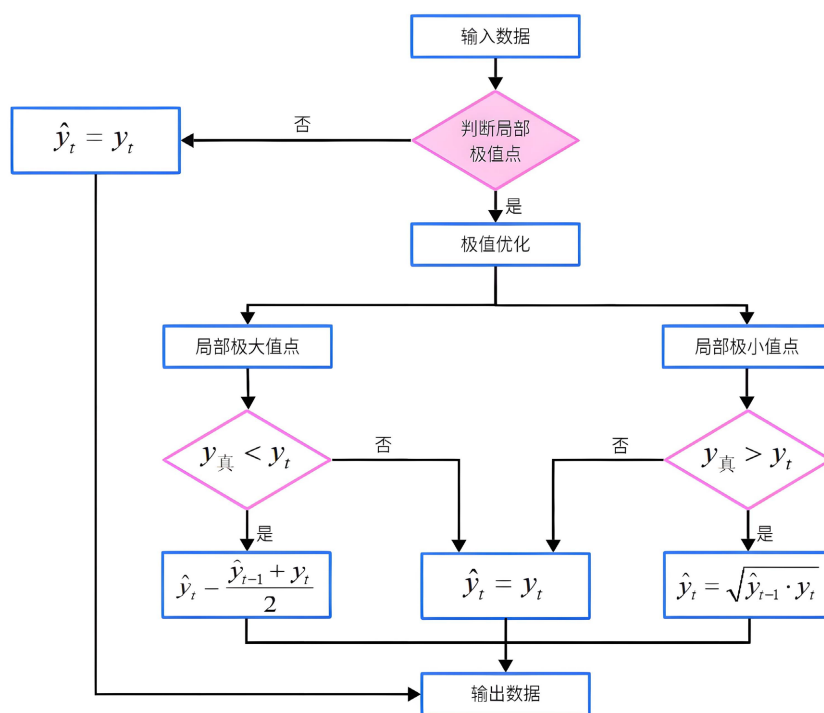 输入数据
否
ŷ_t = y_t
判断局部
极值点
是
极值优化
局部极大值点
局部极小值点
y_真 < y_t
否
否
y_真 > y_t
是
是
ŷ_t − (ŷ_{t−1} + y_t) / 2
ŷ_t = y_t
ŷ_t = √(ŷ_{t−1} · y_t)
输出数据